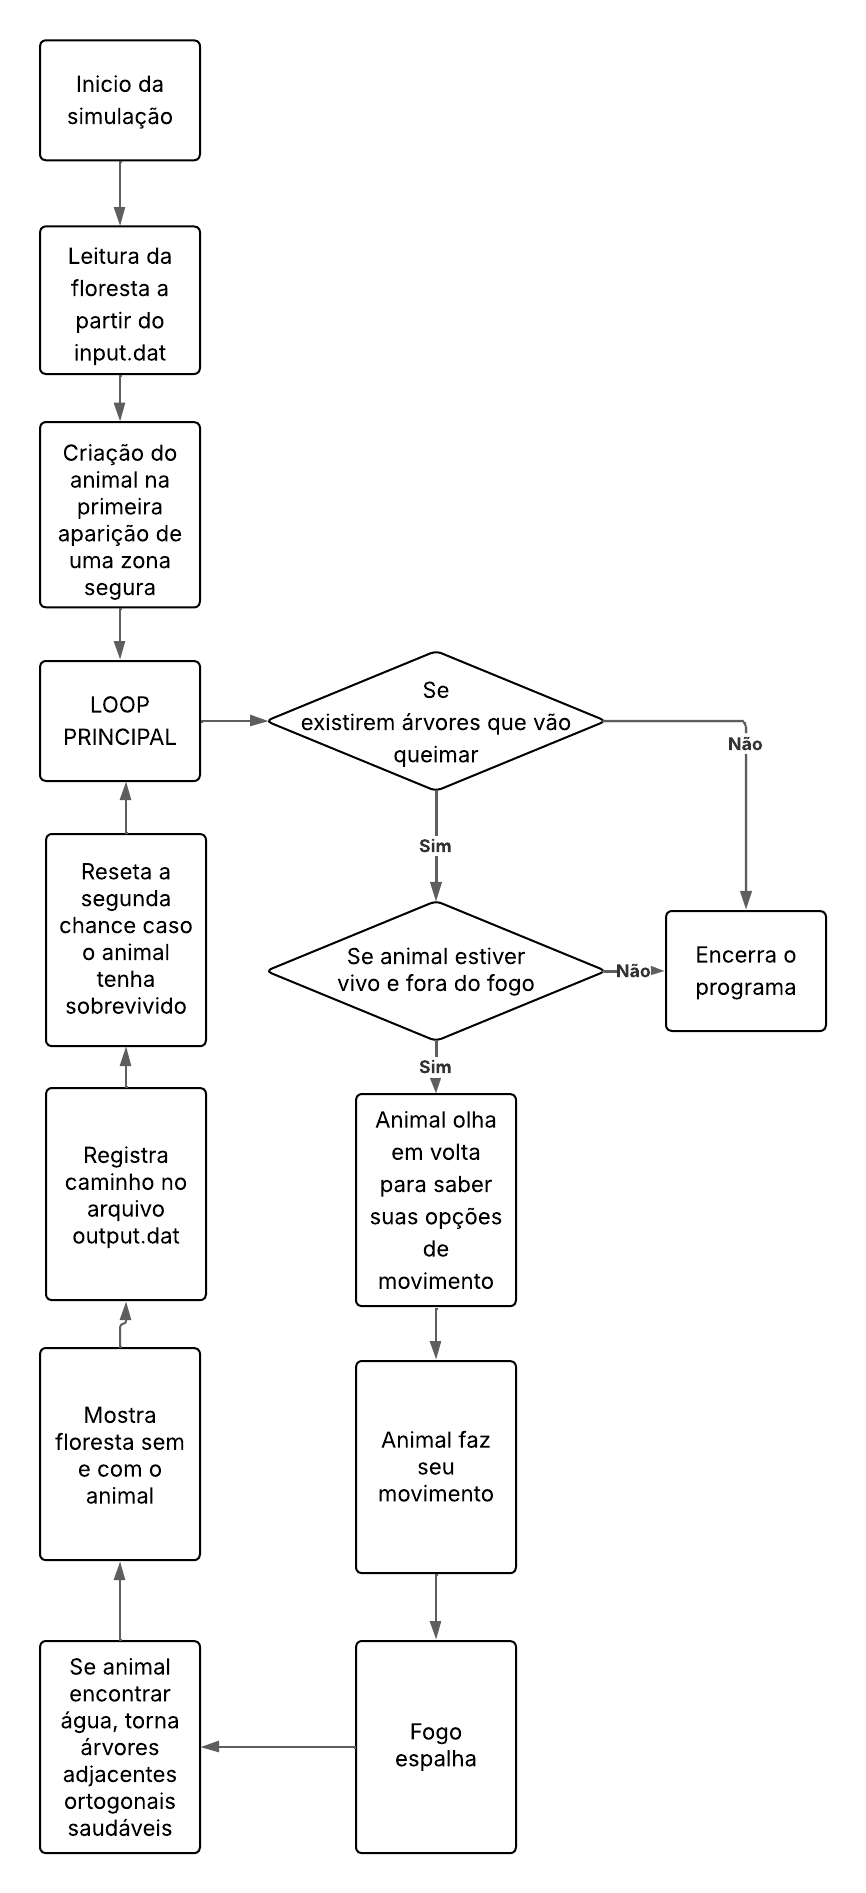 Inicio da
simulação
Leitura da
floresta a
partir do
input.dat
Criação do
animal na
primeira
aparição de
uma zona
segura
LOOP
PRINCIPAL
Se
existirem árvores que vão
queimar
Não
Sim
Se animal estiver
vivo e fora do fogo
Não
Encerra o
programa
Sim
Animal olha
em volta
para saber
suas opções
de
movimento
Animal faz
seu
movimento
Fogo
espalha
Se animal
encontrar
água, torna
árvores
adjacentes
ortogonais
saudáveis
Mostra
floresta sem
e com o
animal
Registra
caminho no
arquivo
output.dat
Reseta a
segunda
chance caso
o animal
tenha
sobrevivido